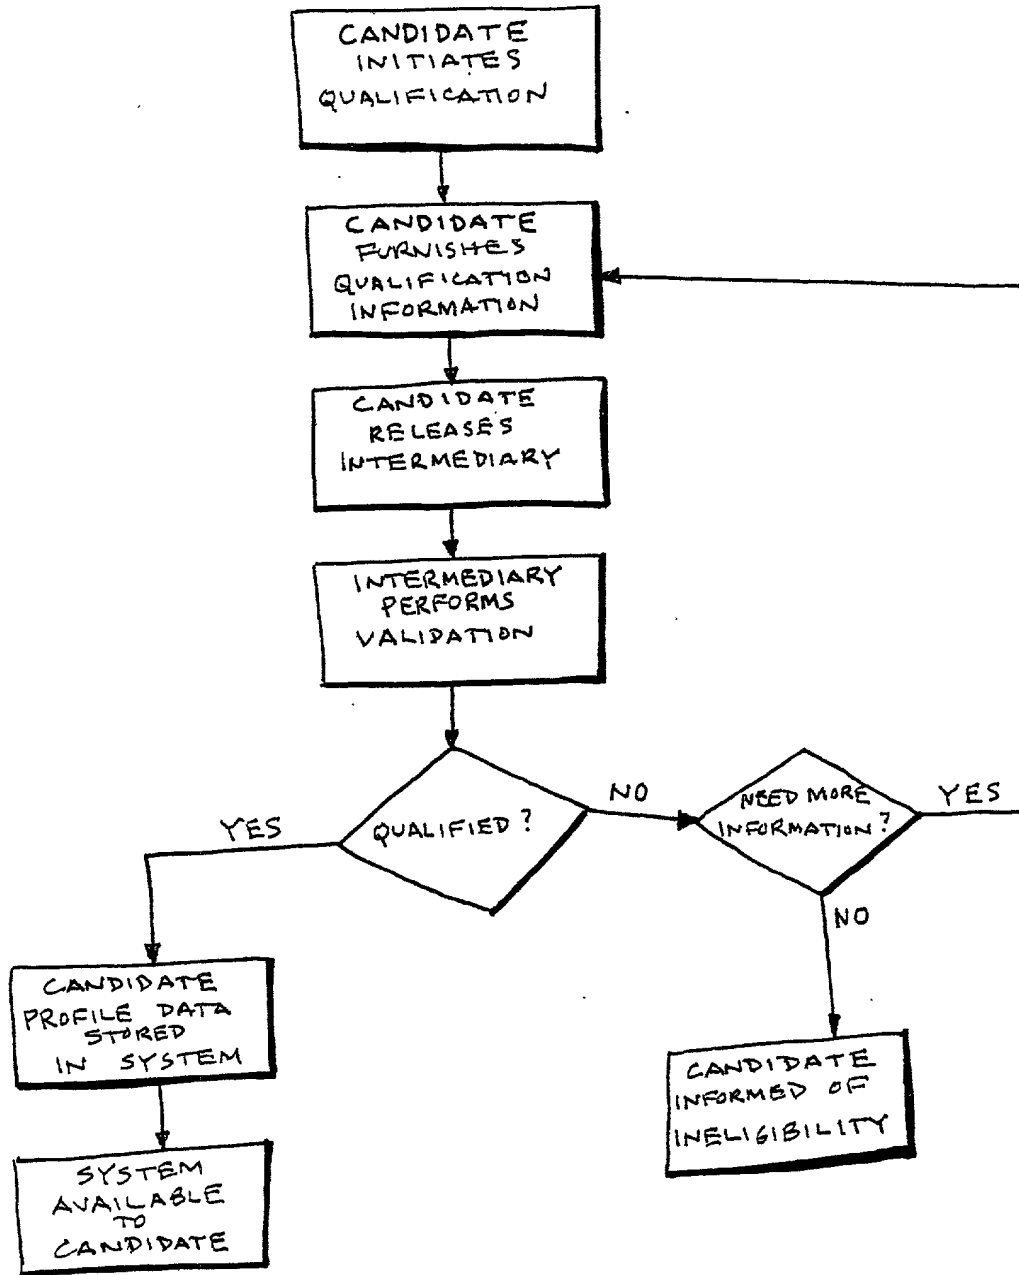 CANDIDATE
INITIATES
QUALIFICATION
CANDIDATE
FURNISHES
QUALIFICATION
INFORMATION
CANDIDATE
RELEASES
INTERMEDIARY
INTERMEDIARY
PERFORMS
VALIDATION
QUALIFIED?
YES
NO
NEED MORE
INFORMATION?
YES
NO
CANDIDATE
PROFILE DATA
STORED
IN SYSTEM
SYSTEM
AVAILABLE
TO
CANDIDATE
CANDIDATE
INFORMED OF
INELIGIBILITY